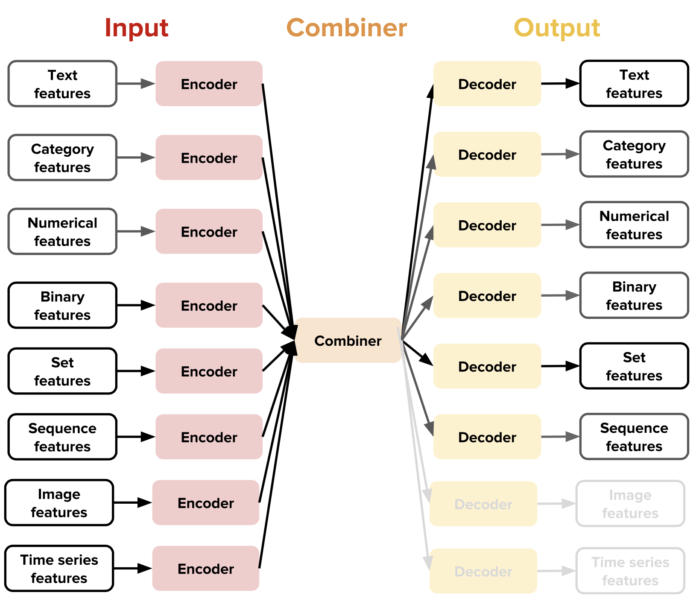 Input Combiner Output
Text
features
Encoder
Decoder
Text
features
Category
features
Encoder
Decoder
Category
features
Numerical
features
Encoder
Decoder
Numerical
features
Binary
features
Encoder
Decoder
Binary
features
Combiner
Set
features
Encoder
Decoder
Set
features
Sequence
features
Encoder
Decoder
Sequence
features
Image
features
Encoder
Decoder
Image
features
Time series
features
Encoder
Decoder
Time series
features